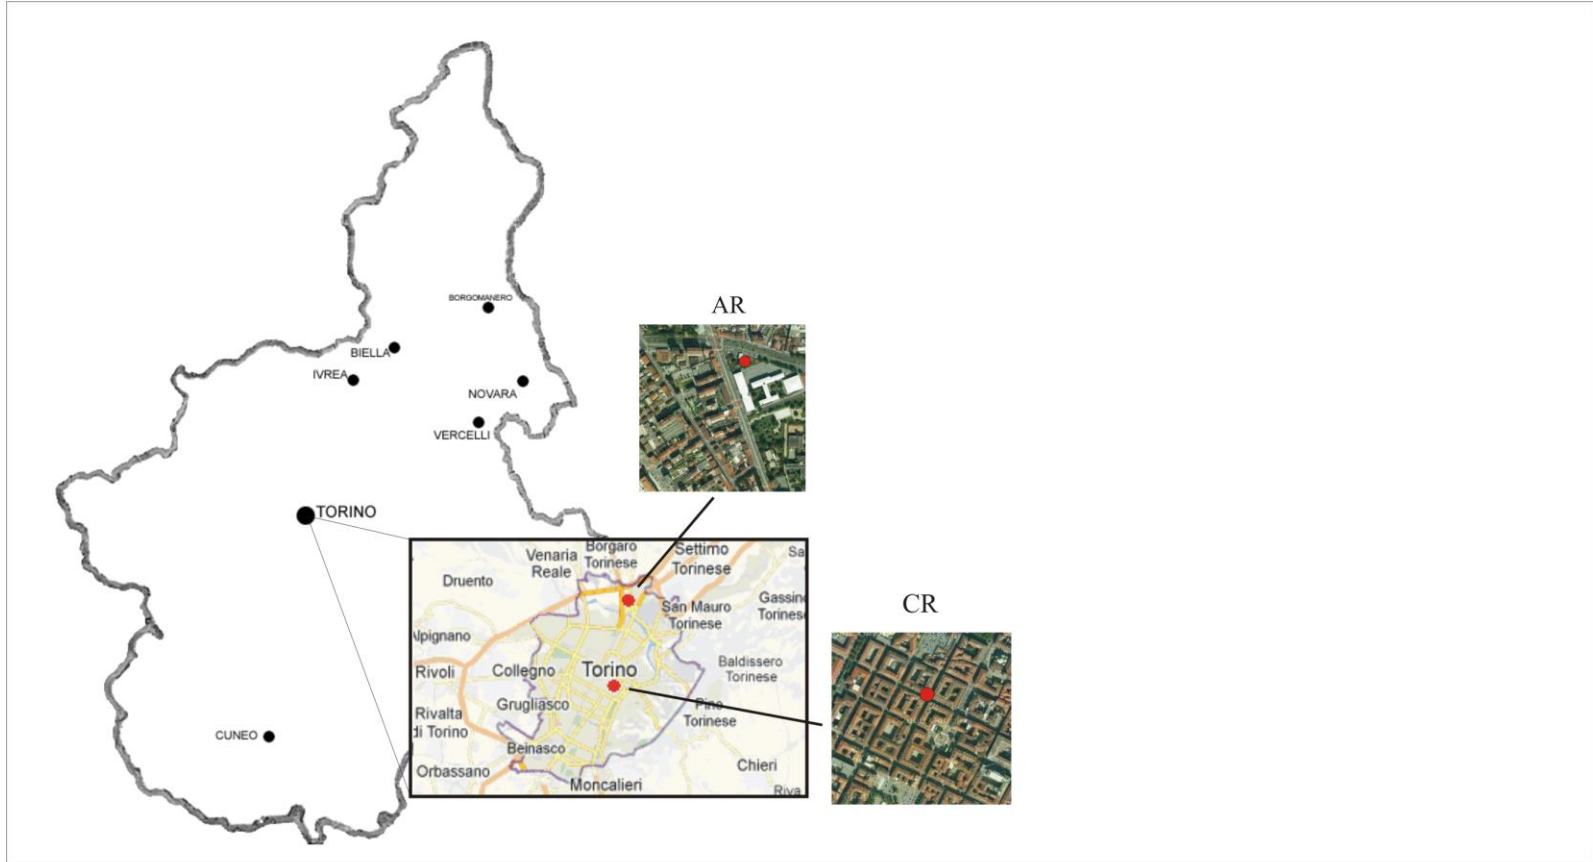 BORGOMANERO
AR
BIELLA
IVREA
NOVARA
VERCELLI
TORINO
Venaria
Reale
Borgaro
Torinese
Settimo
Torinese
Sa
Druento
Gassino
Torinese
San Mauro
Torinese
CR
Alpignano
Rivoli
Collegno
Torino
Baldissero
Torinese
Grugliasco
Pino
Torinese
Rivalta
di Torino
CUNEO
Beinasco
Orbassano
Chieri
Moncalieri
Riva